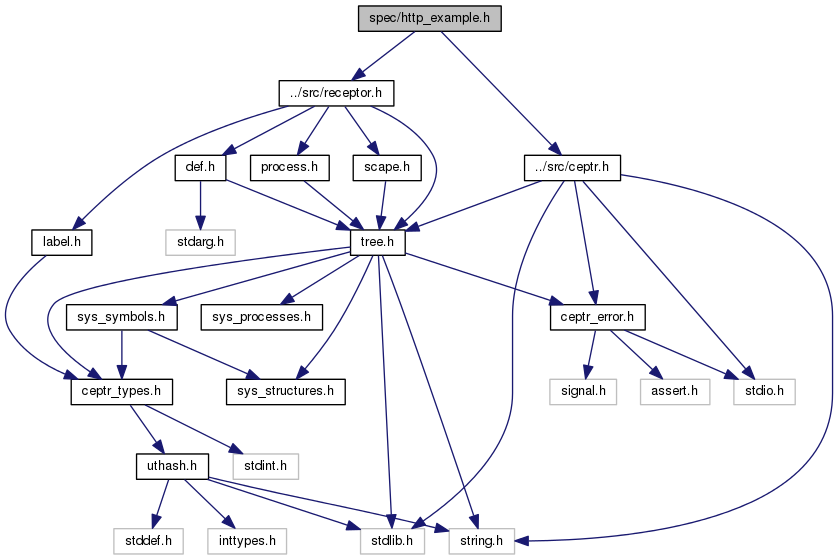 spec/http_example.h
../src/receptor.h
def.h
process.h
scape.h
../src/ceptr.h
label.h
stdarg.h
tree.h
sys_symbols.h
sys_processes.h
ceptr_error.h
ceptr_types.h
sys_structures.h
signal.h
assert.h
stdio.h
uthash.h
stdint.h
stddef.h
inttypes.h
stdlib.h
string.h